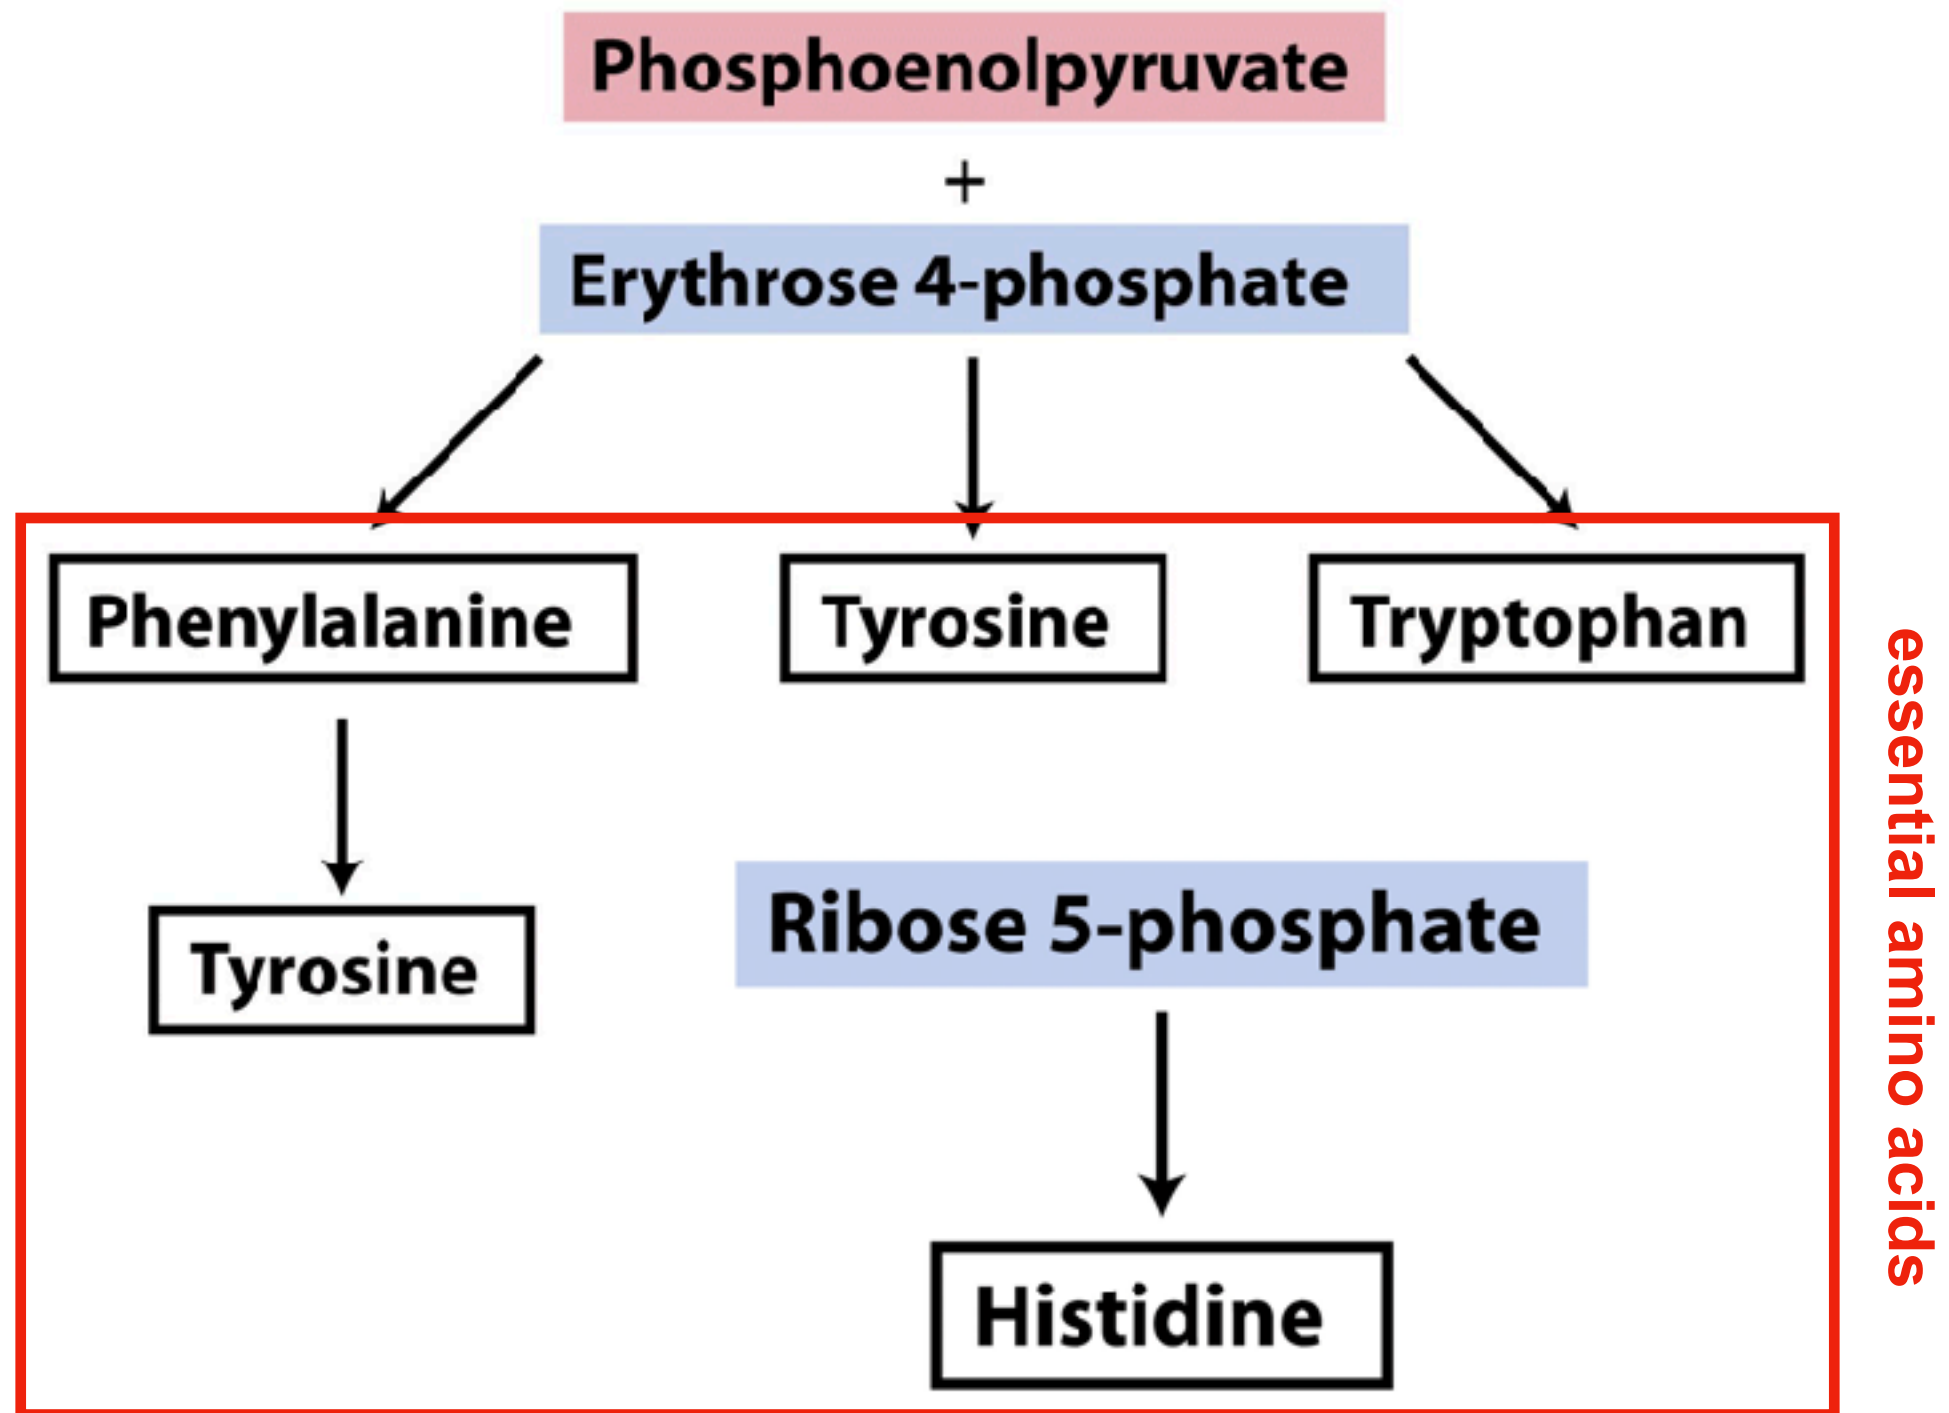 Phosphoenolpyruvate
+
Erythrose 4-phosphate
Phenylalanine
Tyrosine
Tryptophan
Tyrosine
Ribose 5-phosphate
Histidine
essential amino acids